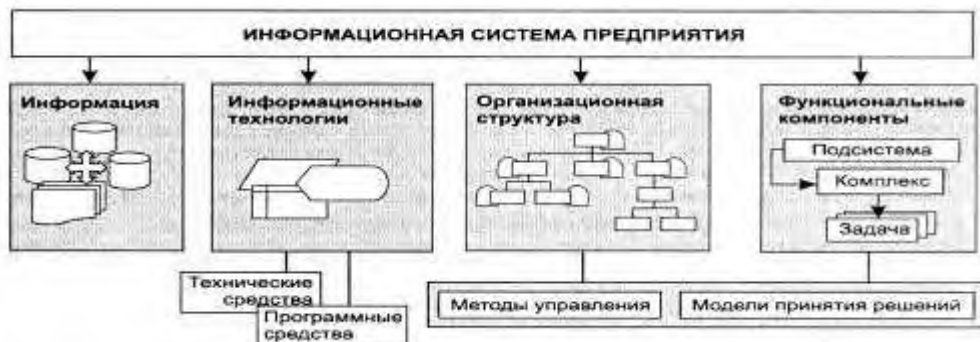 ИНФОРМАЦИОННАЯ СИСТЕМА ПРЕДПРИЯТИЯ
Информация
Информационные
технологии
Организационная
структура
Функциональные
компоненты
Подсистема
Комплекс
Задача
Технические
средства
Программные
средства
Методы управления
Модели принятия решений